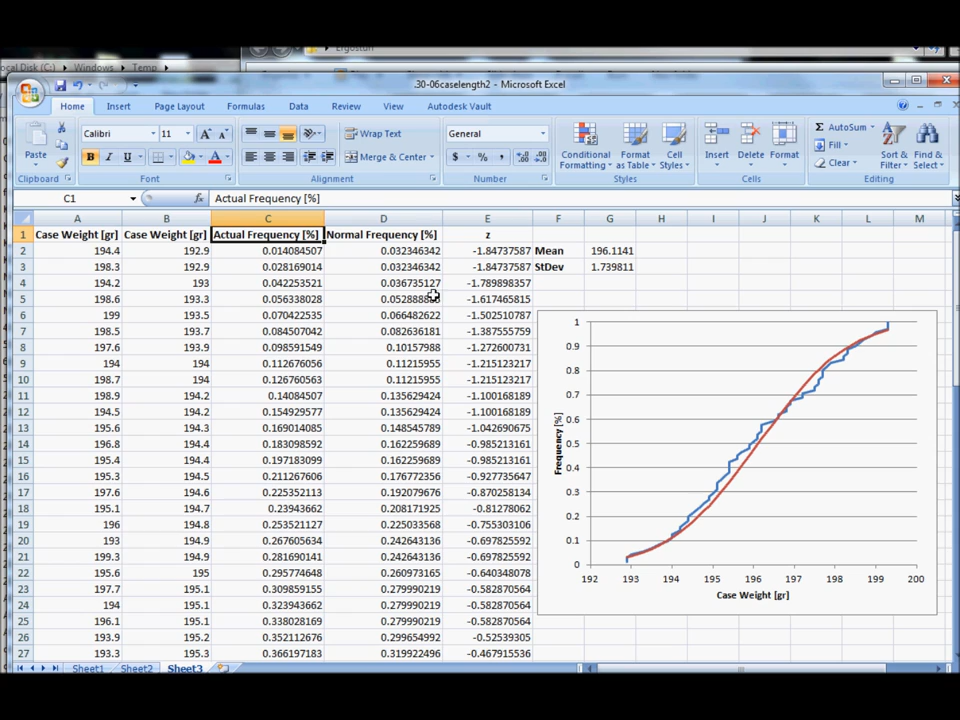 Ergostuff
ocal Disk (C:) ▸ Windows ▸ Temp ▸
.30-06caselength2 - Microsoft Excel
Home Insert Page Layout Formulas Data Review View Autodesk Vault
Calibri 11 Wrap Text General AutoSum
Paste B I U Merge & Center $ % , Conditional Formatting Format as Table Cell Styles Insert Delete Format Fill Clear Sort & Filter Find & Select
Clipboard Font Alignment Number Styles Cells Editing
C1 fx Actual Frequency [%]
A B C D E F G H I J K L M
1 Case Weight [gr] Case Weight [gr] Actual Frequency [%] Normal Frequency [%] z
2 194.4 192.9 0.014084507 0.032346342 -1.84737587 Mean 196.1141
3 198.3 192.9 0.028169014 0.032346342 -1.84737587 StDev 1.739811
4 194.2 193 0.042253521 0.036735127 -1.789898357
5 198.6 193.3 0.056338028 -1.617465815
6 199 193.5 0.070422535 0.066482622 -1.502510787
7 198.5 193.7 0.084507042 0.082636181 -1.387555759
8 197.6 193.9 0.098591549 0.10157988 -1.272600731
9 194 194 0.112676056 0.11215955 -1.215123217
10 198.7 194 0.126760563 0.11215955 -1.215123217
11 198.9 194.2 0.14084507 0.135629424 -1.100168189
12 194.5 194.2 0.154929577 0.135629424 -1.100168189
13 195.6 194.3 0.169014085 0.148545789 -1.042690675
14 196.8 194.4 0.183098592 0.162259689 -0.985213161
15 195.4 194.4 0.197183099 0.162259689 -0.985213161
16 195.3 194.5 0.211267606 0.176772356 -0.927735647
17 197.6 194.6 0.225352113 0.192079676 -0.870258134
18 195.1 194.7 0.23943662 0.208171925 -0.81278062
19 196 194.8 0.253521127 0.225033568 -0.755303106
20 193 194.9 0.267605634 0.242643136 -0.697825592
21 199.3 194.9 0.281690141 0.242643136 -0.697825592
22 195.6 195 0.295774648 0.260973165 -0.640348078
23 197.7 195.1 0.309859155 0.279990219 -0.582870564
24 194 195.1 0.323943662 0.279990219 -0.582870564
25 196.1 195.1 0.338028169 0.279990219 -0.582870564
26 193.9 195.2 0.352112676 0.299654992 -0.52539305
27 193.3 195.3 0.366197183 0.319922496 -0.467915536
1
0.9
0.8
0.7
0.6
0.5
0.4
0.3
0.2
0.1
0
Frequency [%]
192 193 194 195 196 197 198 199 200
Case Weight [gr]
Sheet1 Sheet2 Sheet3